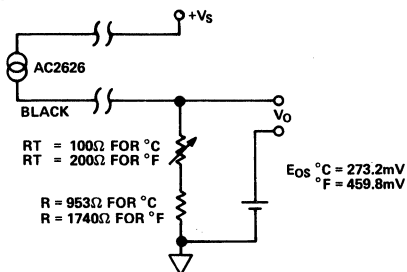 +VS
AC2626
BLACK
VO
RT = 100Ω FOR °C
RT = 200Ω FOR °F
EOS °C = 273.2mV
°F = 459.8mV
R = 953Ω FOR °C
R = 1740Ω FOR °F